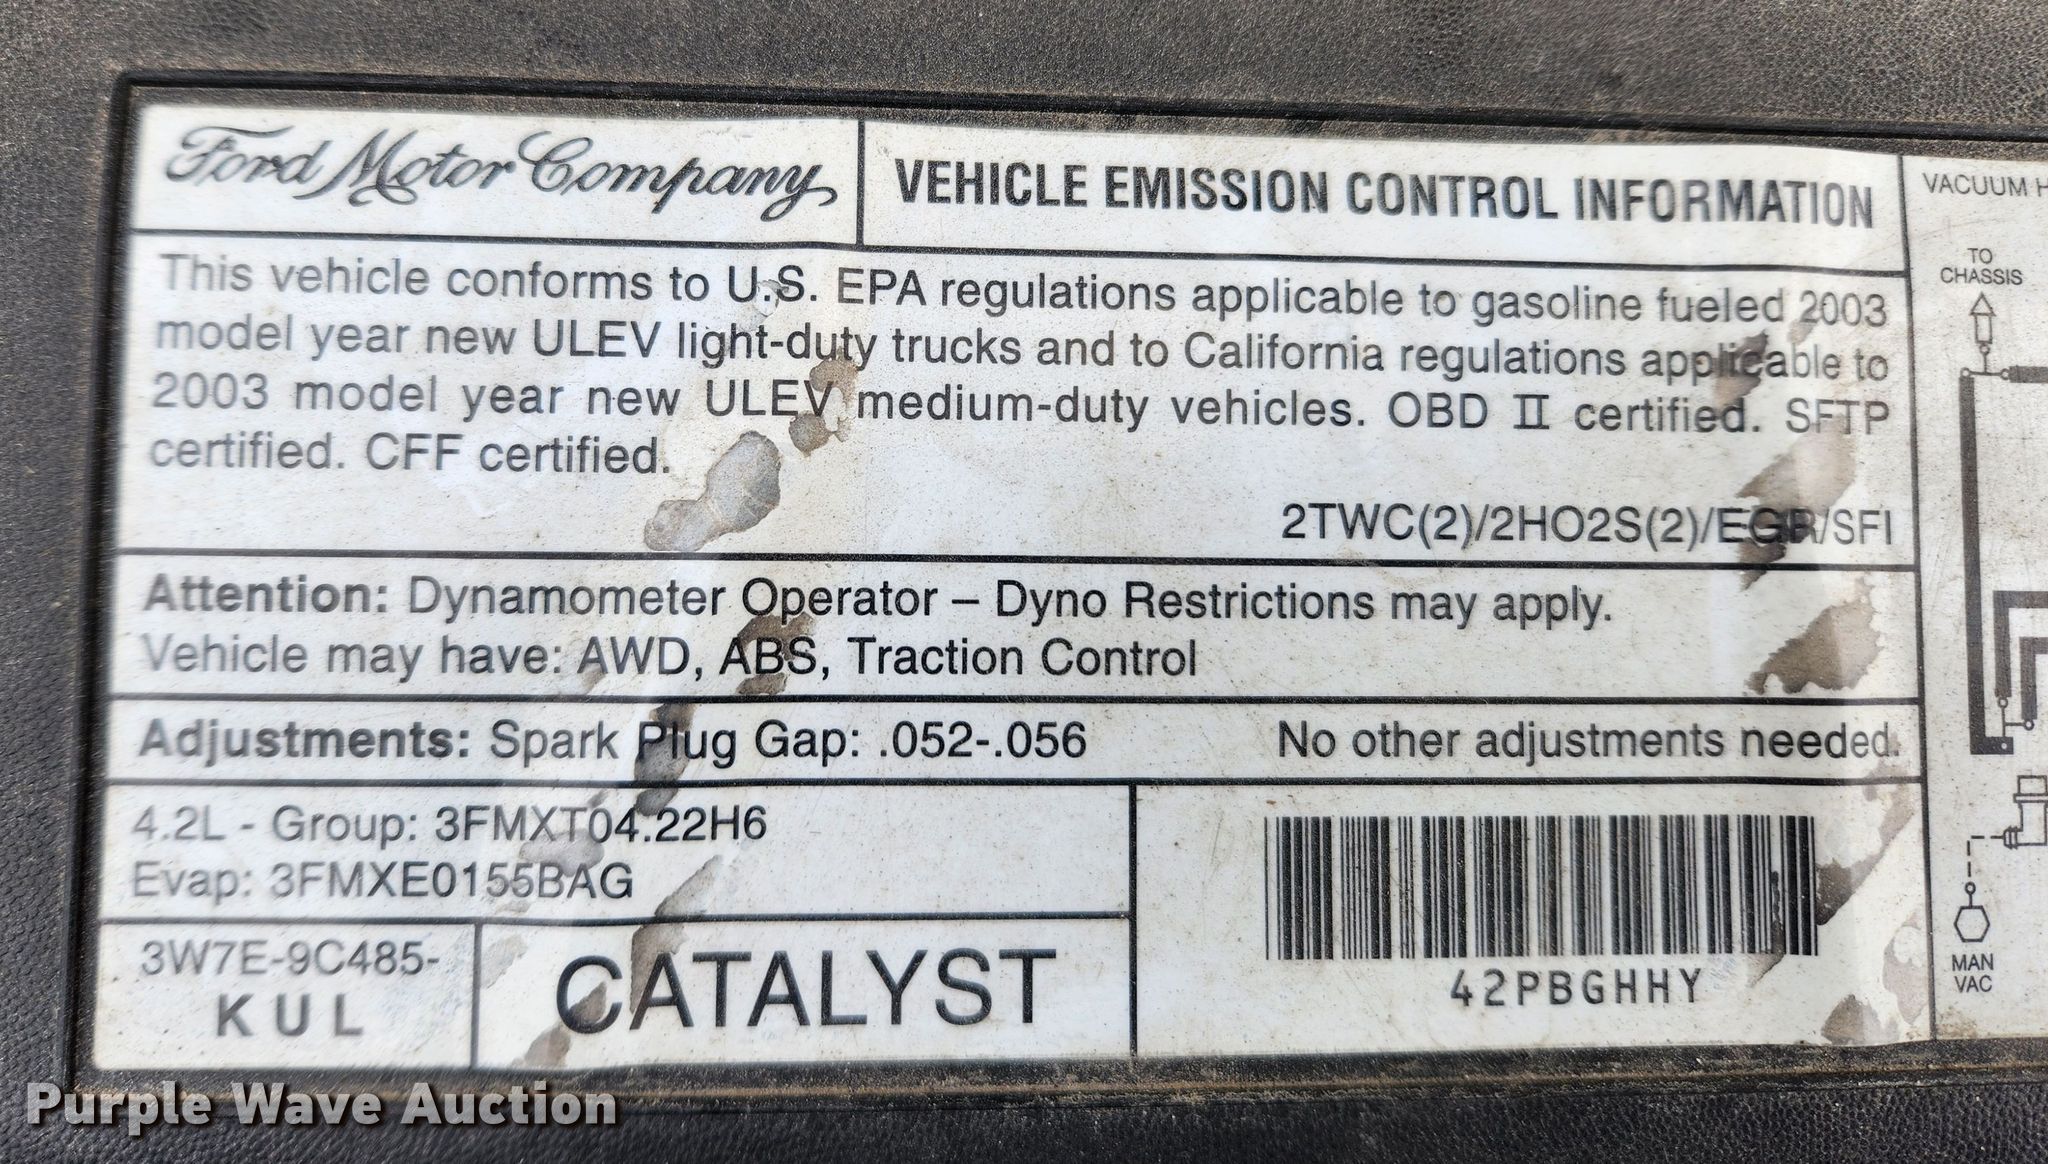 Ford Motor Company
VEHICLE EMISSION CONTROL INFORMATION
This vehicle conforms to U.S. EPA regulations applicable to gasoline fueled 2003
model year new ULEV light-duty trucks and to California regulations applicable to
2003 model year new ULEV medium-duty vehicles. OBD II certified. SFTP
certified. CFF certified.
2TWC(2)/2HO2S(2)/EGR/SFI
Attention: Dynamometer Operator – Dyno Restrictions may apply.
Vehicle may have: AWD, ABS, Traction Control
Adjustments: Spark Plug Gap: .052-.056
No other adjustments needed.
4.2L - Group: 3FMXT04.22H6
Evap: 3FMXE0155BAG
3W7E-9C485-
KUL
CATALYST
42PBGHHY
VACUUM H
TO
CHASSIS
MAN
VAC
Purple Wave Auction